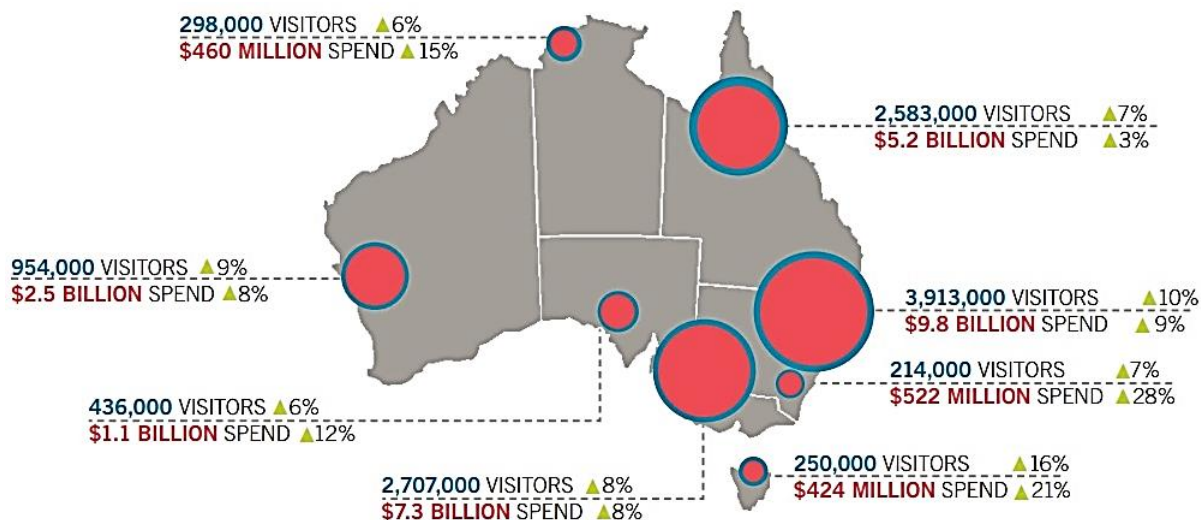 298,000 VISITORS ▲6%
$460 MILLION SPEND ▲15%
2,583,000 VISITORS ▲7%
$5.2 BILLION SPEND ▲3%
954,000 VISITORS ▲9%
$2.5 BILLION SPEND ▲8%
3,913,000 VISITORS ▲10%
$9.8 BILLION SPEND ▲9%
214,000 VISITORS ▲7%
$522 MILLION SPEND ▲28%
436,000 VISITORS ▲6%
$1.1 BILLION SPEND ▲12%
250,000 VISITORS ▲16%
$424 MILLION SPEND ▲21%
2,707,000 VISITORS ▲8%
$7.3 BILLION SPEND ▲8%